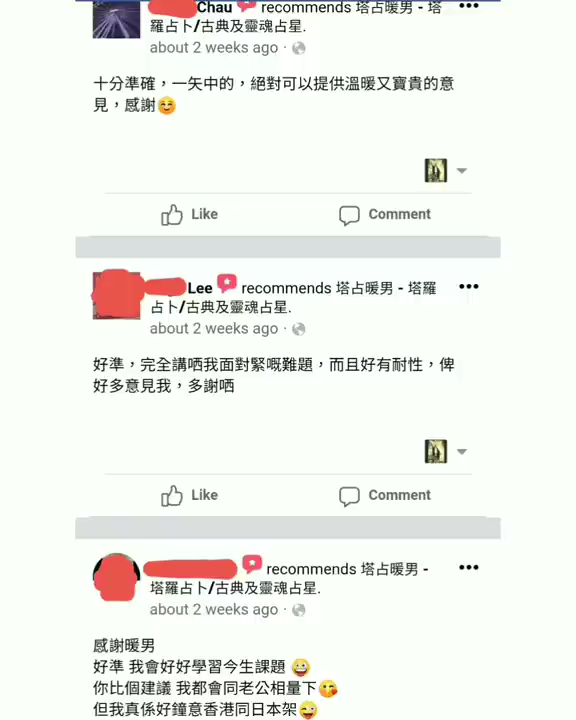 Chau recommends 塔占暖男 - 塔
羅占卜/古典及靈魂占星.
about 2 weeks ago ·
十分準確，一矢中的，絕對可以提供溫暖又寶貴的意
見，感謝😊
Like Comment
Lee recommends 塔占暖男 - 塔羅
占卜/古典及靈魂占星.
about 2 weeks ago ·
好準，完全講哂我面對緊嘅難題，而且好有耐性，俾
好多意見我，多謝哂
Like Comment
recommends 塔占暖男 -
塔羅占卜/古典及靈魂占星.
about 2 weeks ago ·
感謝暖男
好準 我會好好學習今生課題 😀
你比個建議 我都會同老公相量下😘
但我真係好鐘意香港同日本架😜